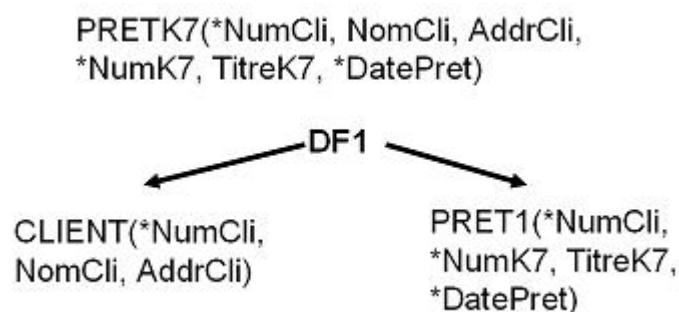 PRETK7(*NumCli, NomCli, AddrCli,
*NumK7, TitreK7, *DatePret)
DF1
CLIENT(*NumCli,
NomCli, AddrCli)
PRET1(*NumCli,
*NumK7, TitreK7,
*DatePret)